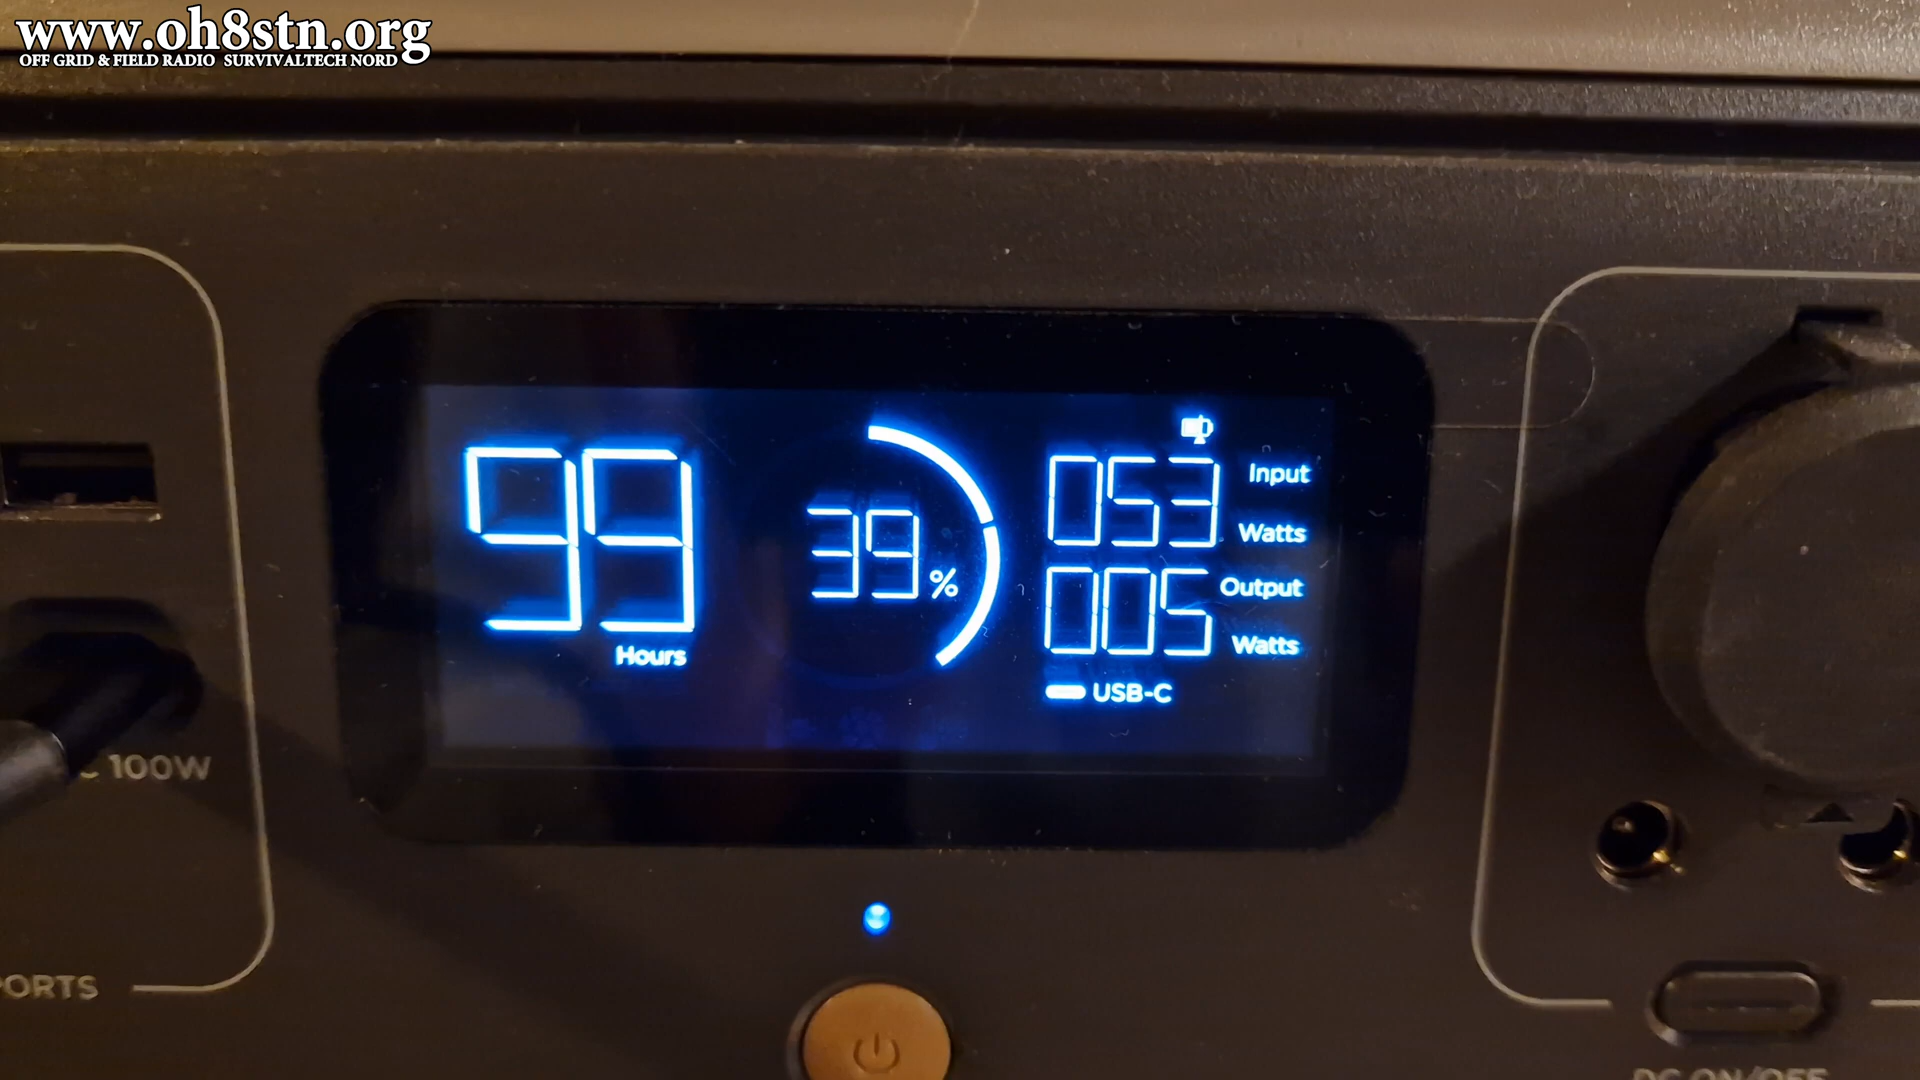 www.oh8stn.org
OFF GRID & FIELD RADIO SURVIVALTECH NORD
99
Hours
39%
053 Input
Watts
005 Output
Watts
USB-C
100W
PORTS
DC ON/OFF